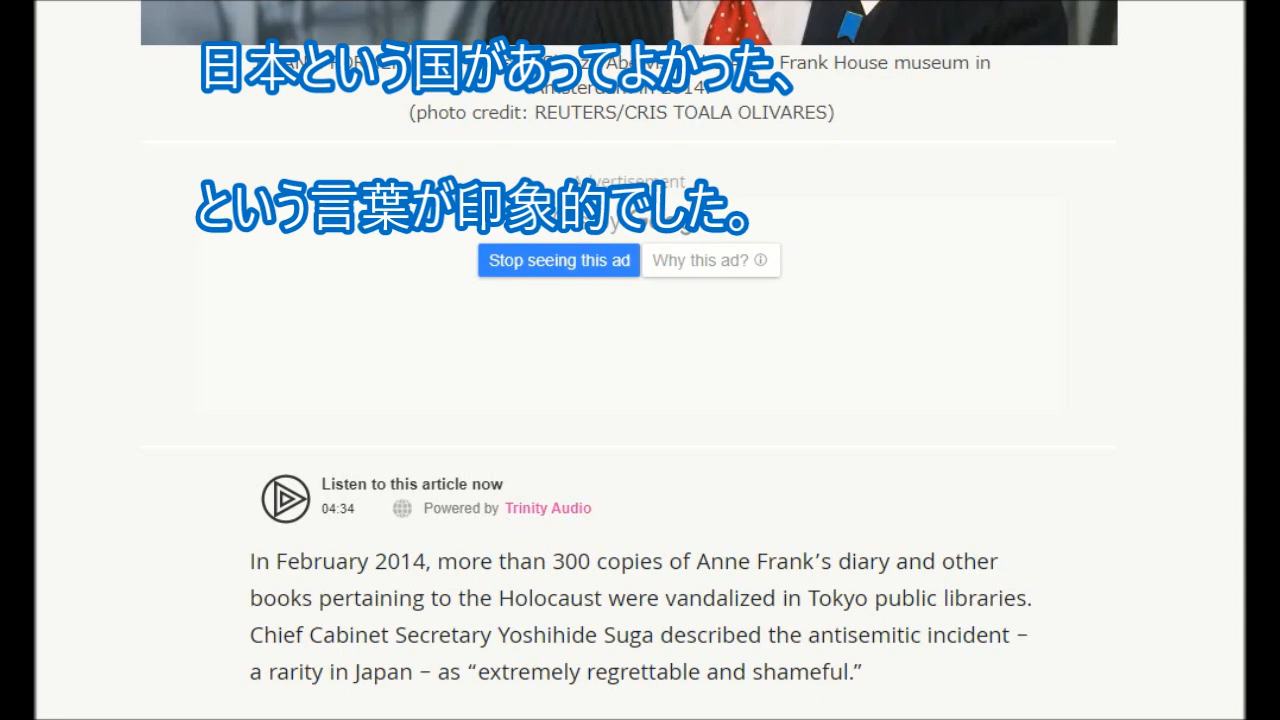 日本という国があってよかった、
Frank House museum in
Amsterdam in 2014.
(photo credit: REUTERS/CRIS TOALA OLIVARES)
Advertisement
という言葉が印象的でした。
Stop seeing this ad
Why this ad?
Listen to this article now
04:34
Powered by Trinity Audio
In February 2014, more than 300 copies of Anne Frank’s diary and other
books pertaining to the Holocaust were vandalized in Tokyo public libraries.
Chief Cabinet Secretary Yoshihide Suga described the antisemitic incident –
a rarity in Japan – as “extremely regrettable and shameful.”